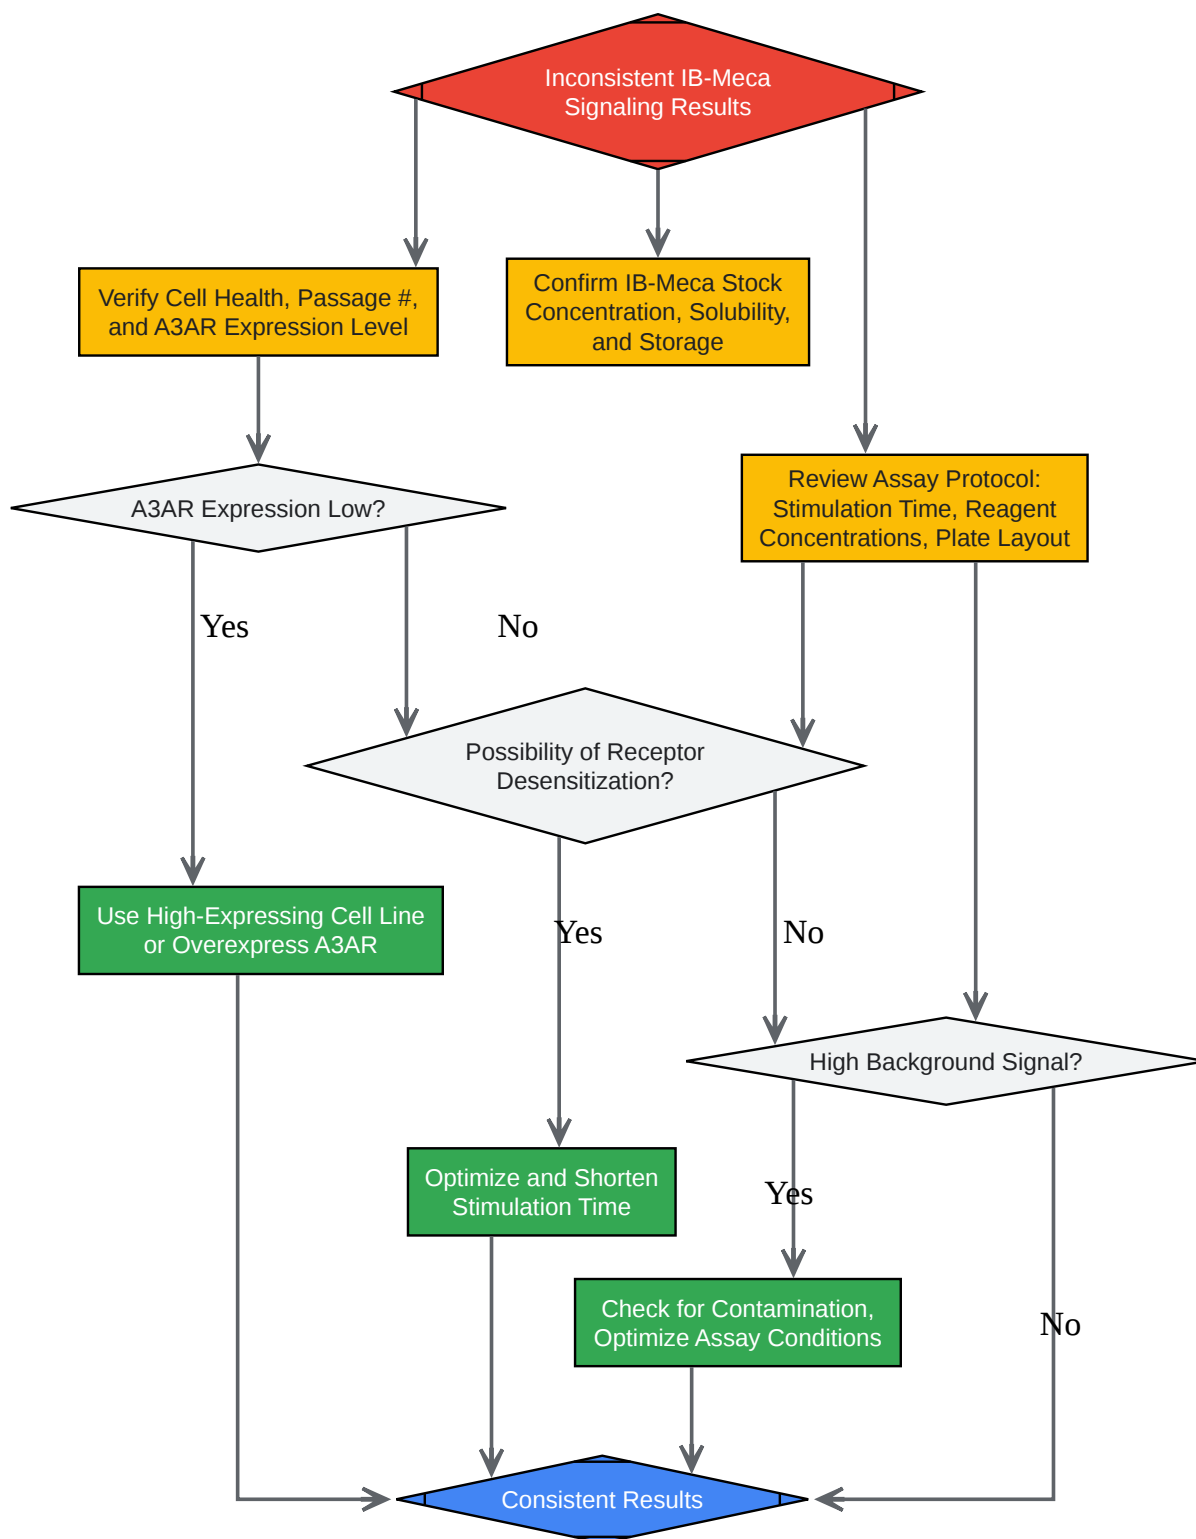 Inconsistent IB-Meca
Signaling Results
Verify Cell Health, Passage #,
and A3AR Expression Level
Confirm IB-Meca Stock
Concentration, Solubility,
and Storage
A3AR Expression Low?
Review Assay Protocol:
Stimulation Time, Reagent
Concentrations, Plate Layout
Yes
No
Possibility of Receptor
Desensitization?
Use High-Expressing Cell Line
or Overexpress A3AR
Yes
No
High Background Signal?
Optimize and Shorten
Stimulation Time
Yes
Check for Contamination,
Optimize Assay Conditions
No
Consistent Results